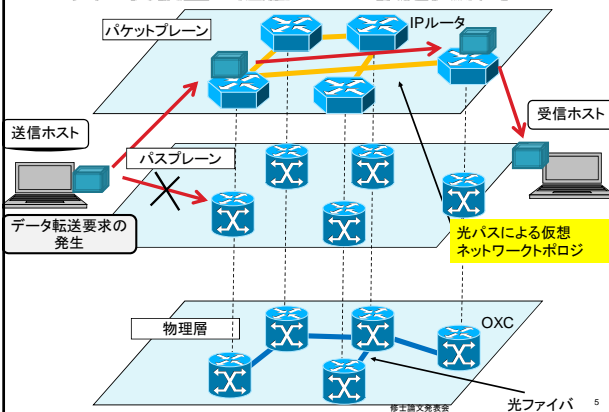 パケットプレーン
IPルータ
送信ホスト
受信ホスト
パスプレーン
データ転送要求の
発生
光パスによる仮想
ネットワークトポロジ
物理層
OXC
修士論文発表会
光ファイバ
5